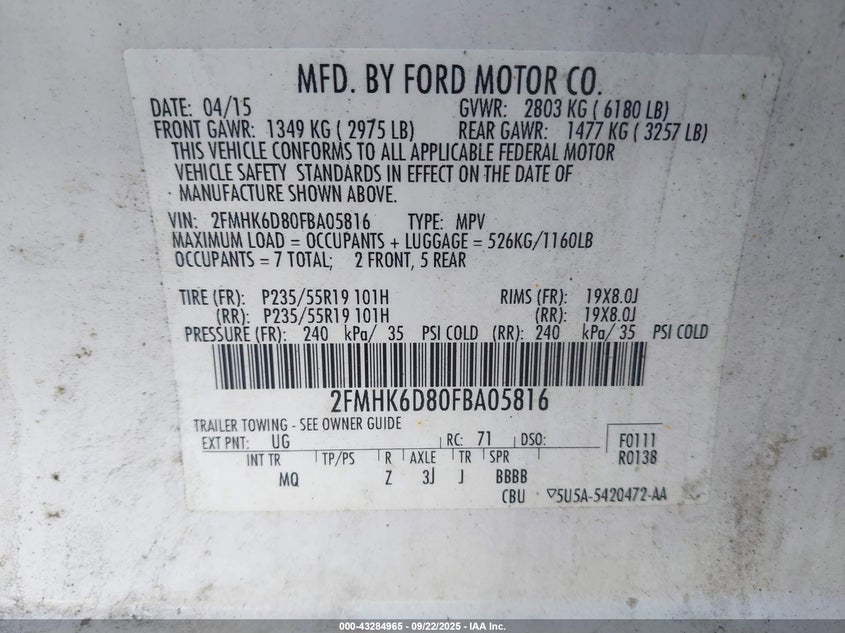 MFD. BY FORD MOTOR CO.
DATE: 04/15 GVWR: 2803 KG ( 6180 LB)
FRONT GAWR: 1349 KG ( 2975 LB) REAR GAWR: 1477 KG ( 3257 LB)
THIS VEHICLE CONFORMS TO ALL APPLICABLE FEDERAL MOTOR
VEHICLE SAFETY STANDARDS IN EFFECT ON THE DATE OF
MANUFACTURE SHOWN ABOVE.
VIN: 2FMHK6D80FBA05816 TYPE: MPV
MAXIMUM LOAD = OCCUPANTS + LUGGAGE = 526KG/1160LB
OCCUPANTS = 7 TOTAL; 2 FRONT, 5 REAR
TIRE (FR): P235/55R19 101H RIMS (FR): 19X8.0J
(RR): P235/55R19 101H (RR): 19X8.0J
PRESSURE (FR): 240 kPa/ 35 PSI COLD (RR): 240 kPa/ 35 PSI COLD
2FMHK6D80FBA05816
TRAILER TOWING - SEE OWNER GUIDE
EXT PNT: UG RC: 71 DSO: F0111
INT TR TP/PS R AXLE TR SPR R0138
MQ Z 3J J BBBB
CBU ▽5U5A-5420472-AA
000-43284965 - 09/22/2025 - IAA Inc.